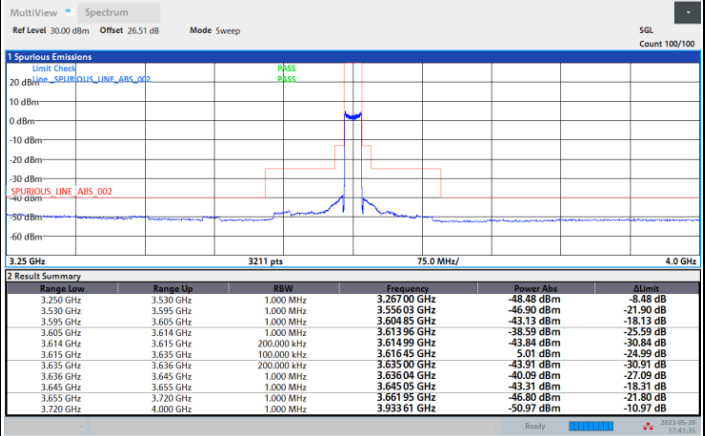 MultiView Spectrum
Ref Level 30.00 dBm Offset 26.51 dB Mode Sweep SGL
Count 100/100
1 Spurious Emissions
Limit Check PASS
Line _SPURIOUS_LINE_ABS_002 PASS
20 dBm
10 dBm
0 dBm
-10 dBm
-20 dBm
-30 dBm
_SPURIOUS_LINE_ABS_002
-40 dBm
-50 dBm
-60 dBm
3.25 GHz 3211 pts 75.0 MHz/ 4.0 GHz
2 Result Summary
Range Low Range Up RBW Frequency Power Abs ΔLimit
3.250 GHz 3.530 GHz 1.000 MHz 3.267 00 GHz -48.48 dBm -8.48 dB
3.530 GHz 3.595 GHz 1.000 MHz 3.556 03 GHz -46.90 dBm -21.90 dB
3.595 GHz 3.605 GHz 1.000 MHz 3.604 85 GHz -43.13 dBm -18.13 dB
3.605 GHz 3.614 GHz 1.000 MHz 3.613 96 GHz -38.59 dBm -25.59 dB
3.614 GHz 3.615 GHz 200.000 kHz 3.614 99 GHz -43.84 dBm -30.84 dB
3.615 GHz 3.635 GHz 100.000 kHz 3.616 45 GHz 5.01 dBm -24.99 dB
3.635 GHz 3.636 GHz 200.000 kHz 3.635 00 GHz -43.91 dBm -30.91 dB
3.636 GHz 3.645 GHz 1.000 MHz 3.636 04 GHz -40.09 dBm -27.09 dB
3.645 GHz 3.655 GHz 1.000 MHz 3.645 05 GHz -43.31 dBm -18.31 dB
3.655 GHz 3.720 GHz 1.000 MHz 3.661 95 GHz -46.80 dBm -21.80 dB
3.720 GHz 4.000 GHz 1.000 MHz 3.933 61 GHz -50.97 dBm -10.97 dB
Ready 2023-05-20
17:41:35